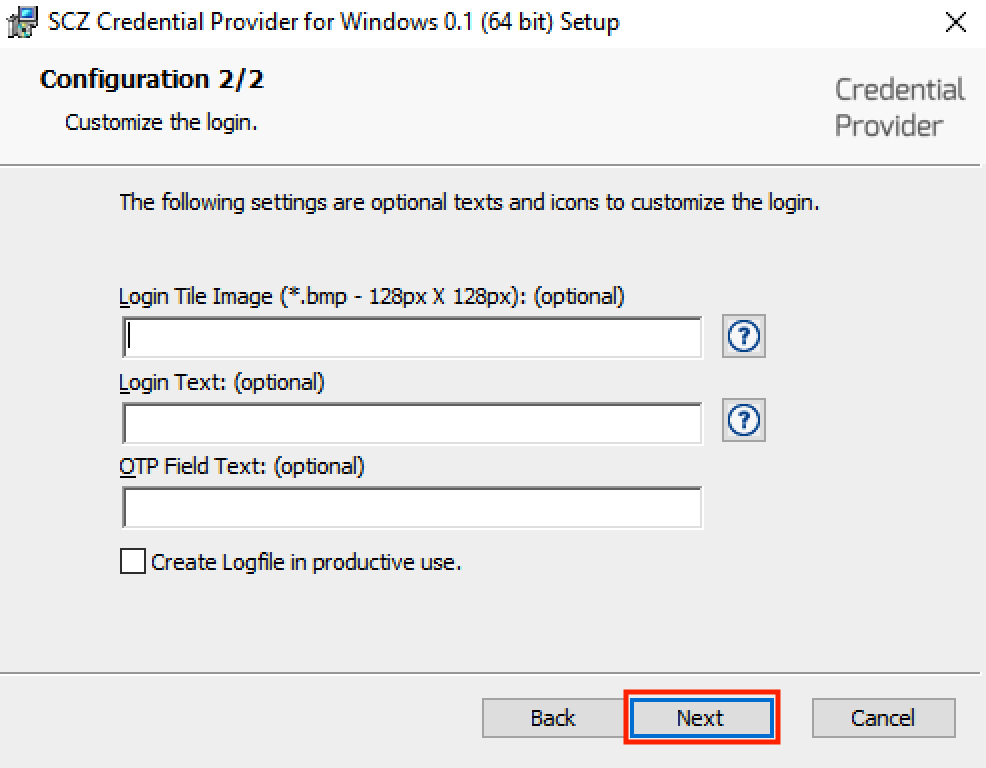 SCZ Credential Provider for Windows 0.1 (64 bit) Setup
Configuration 2/2
Customize the login.
Credential
Provider
The following settings are optional texts and icons to customize the login.
Login Tile Image (*.bmp - 128px X 128px): (optional)
?
Login Text: (optional)
?
OTP Field Text: (optional)
Create Logfile in productive use.
Back Next Cancel